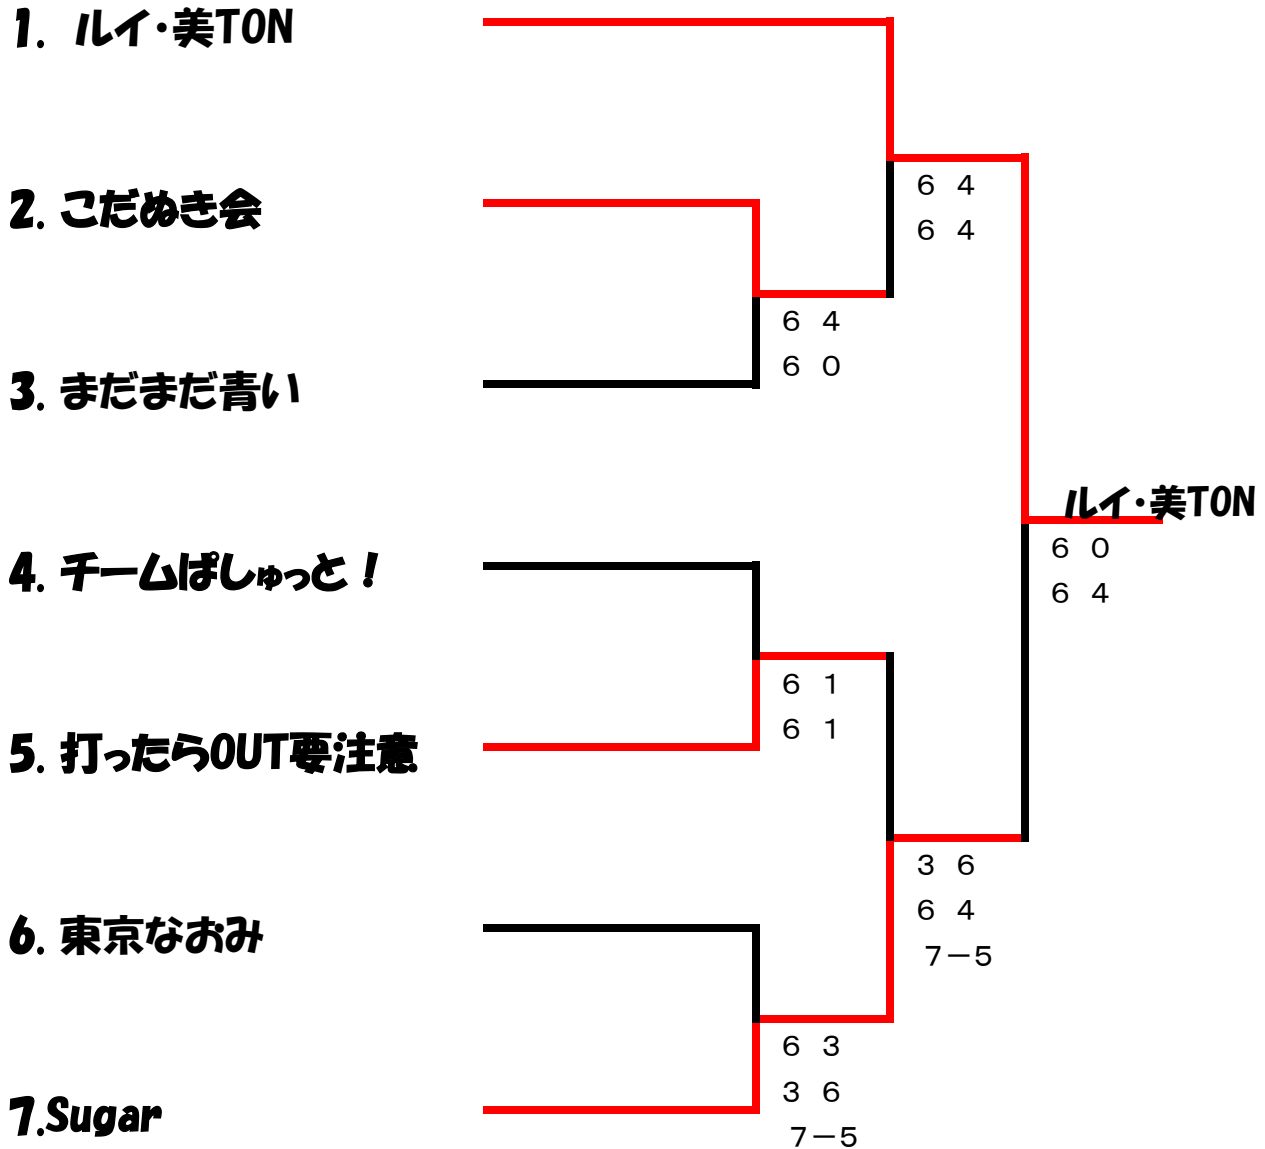 1. ルイ・美TON
6 4
6 4
2. こだぬき会
6 4
6 0
3. まだまだ青い
ルイ・美TON
6 0
6 4
4. チームぱしゅっと！
6 1
6 1
5. 打ったらOUT要注意
3 6
6 4
7－5
6. 東京なおみ
6 3
3 6
7－5
7.Sugar